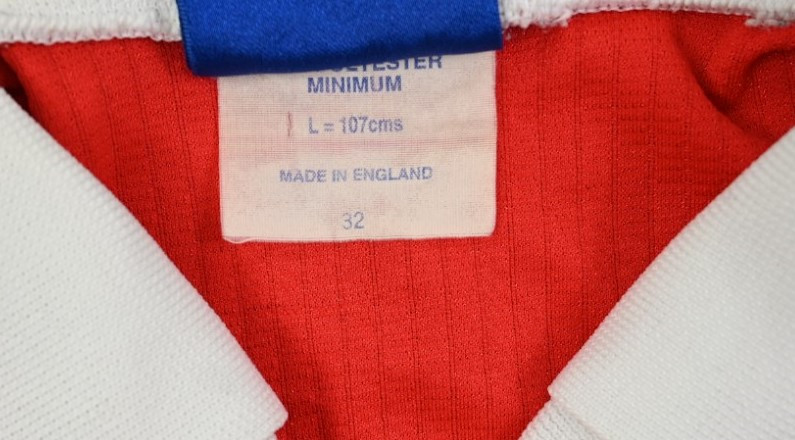 MINIMUM
L = 107cms
MADE IN ENGLAND
32